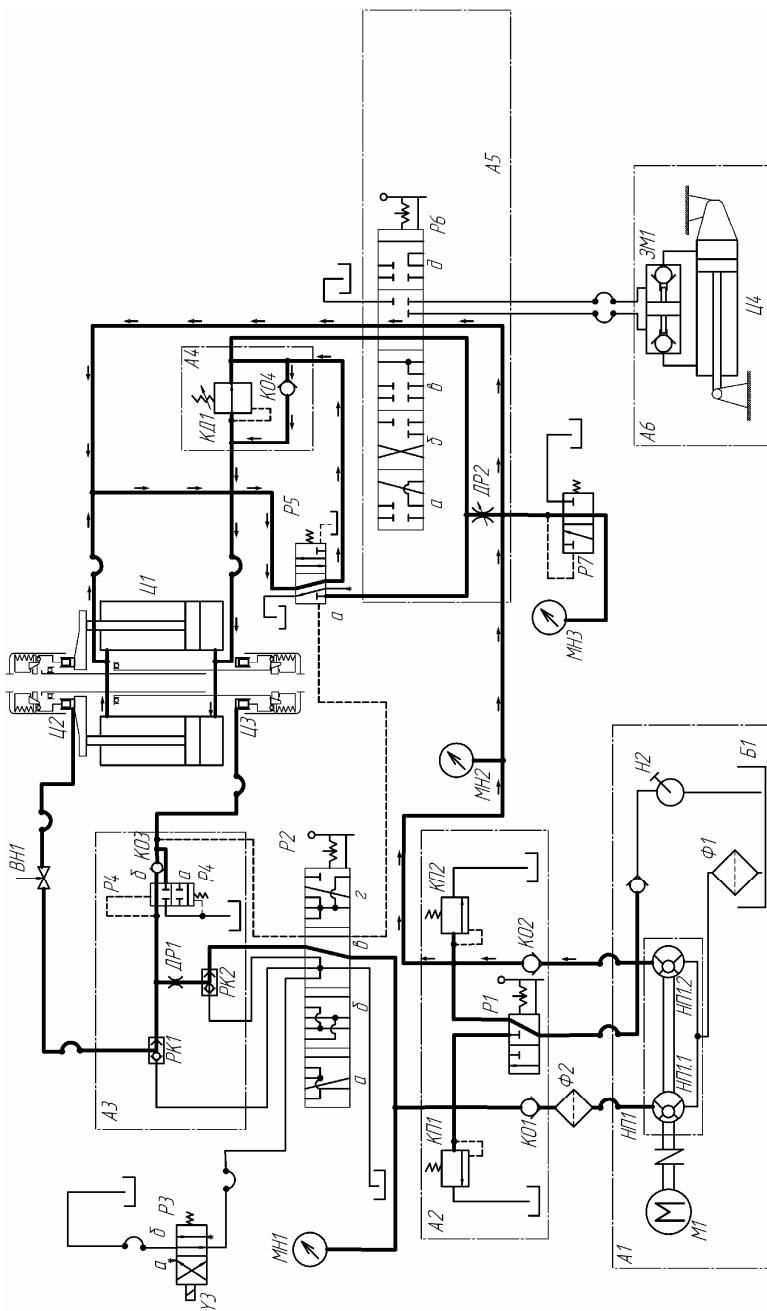 А5
Р6
д
ЗМ1
Ц4
А4
КО4
КД1
в
А6
б
Р5
а
ДР2
Р7
Ц1
а
МН3
Ц2
Ц3
ВН1
МН2
Н2
Б1
Р4
б
КО3
а
Р4
Р2
г
КП2
Ф1
ДР1
в
КО2
РК2
Р1
НП1.2
б
РК1
Ф2
НП1.1
А3
а
КП1
КО1
НП1
Р3
б
А2
М
М1
а
МН1
А1
У3